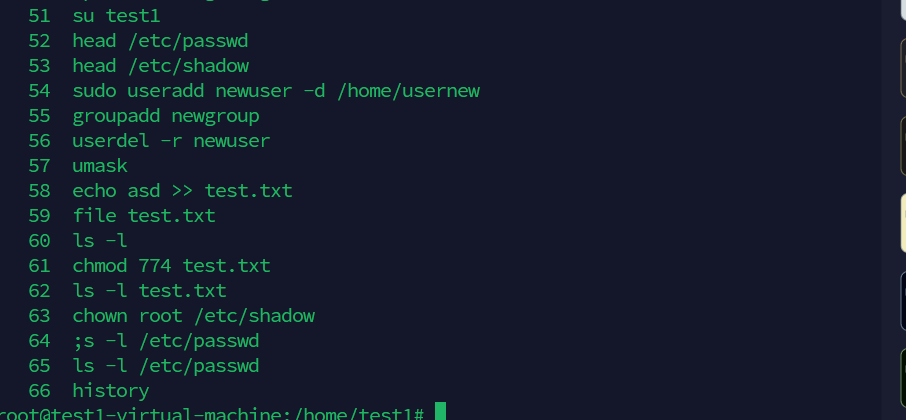 51 su test1
52 head /etc/passwd
53 head /etc/shadow
54 sudo useradd newuser -d /home/usernew
55 groupadd newgroup
56 userdel -r newuser
57 umask
58 echo asd >> test.txt
59 file test.txt
60 ls -l
61 chmod 774 test.txt
62 ls -l test.txt
63 chown root /etc/shadow
64 ;s -l /etc/passwd
65 ls -l /etc/passwd
66 history
root@test1-virtual-machine:/home/test1#